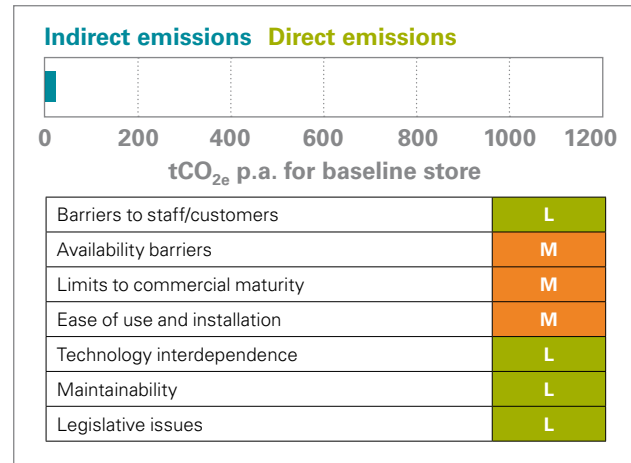 Indirect emissions Direct emissions
0 200 400 600 800 1000 1200
tCO2e p.a. for baseline store
Barriers to staff/customers L
Availability barriers M
Limits to commercial maturity M
Ease of use and installation M
Technology interdependence L
Maintainability L
Legislative issues L